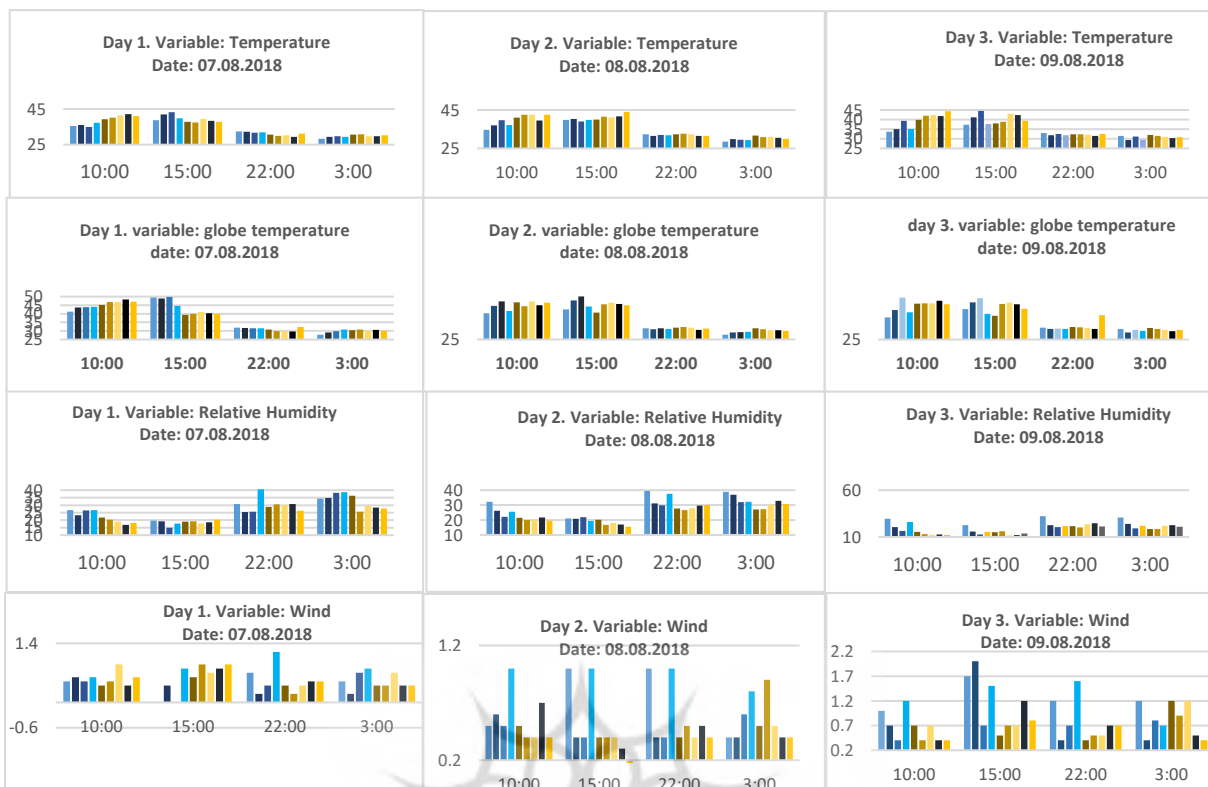 Day 1. Variable: Temperature
Date: 07.08.2018
45
25
10:00 15:00 22:00 3:00
Day 2. Variable: Temperature
Date: 08.08.2018
45
25
10:00 15:00 22:00 3:00
Day 3. Variable: Temperature
Date: 09.08.2018
45
40
35
30
25
10:00 15:00 22:00 3:00
Day 1. variable: globe temperature
date: 07.08.2018
50
45
40
35
30
25
10:00 15:00 22:00 3:00
Day 2. variable: globe temperature
date: 08.08.2018
25
10:00 15:00 22:00 3:00
day 3. variable: globe temperature
date: 09.08.2018
25
10:00 15:00 22:00 3:00
Day 1. Variable: Relative Humidity
Date: 07.08.2018
40
35
30
25
20
15
10
10:00 15:00 22:00 3:00
Day 2. Variable: Relative Humidity
Date: 08.08.2018
40
30
20
10
10:00 15:00 22:00 3:00
Day 3. Variable: Relative Humidity
Date: 09.08.2018
60
10
10:00 15:00 22:00 3:00
Day 1. Variable: Wind
Date: 07.08.2018
1.4
-0.6
10:00 15:00 22:00 3:00
Day 2. Variable: Wind
Date: 08.08.2018
1.2
0.2
10:00 15:00 22:00 3:00
Day 3. Variable: Wind
Date: 09.08.2018
2.2
1.7
1.2
0.7
0.2
10:00 15:00 22:00 3:00